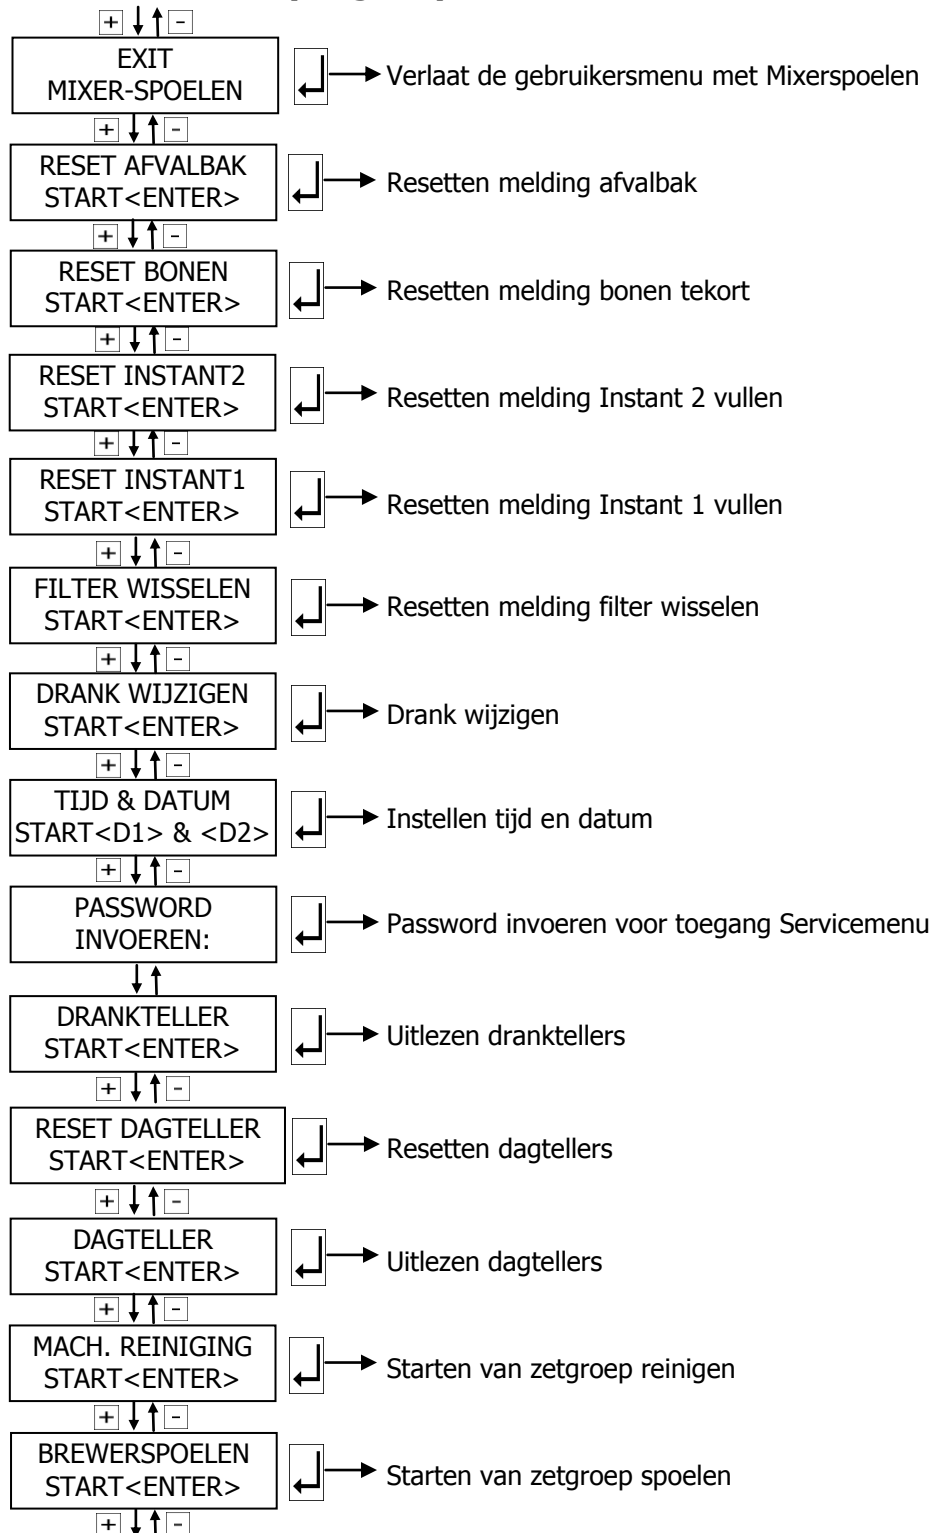 + -
EXIT
MIXER-SPOELEN
Verlaat de gebruikersmenu met Mixerspoelen
+ -
RESET AFVALBAK
START<ENTER>
Resetten melding afvalbak
+ -
RESET BONEN
START<ENTER>
Resetten melding bonen tekort
+ -
RESET INSTANT2
START<ENTER>
Resetten melding Instant 2 vullen
+ -
RESET INSTANT1
START<ENTER>
Resetten melding Instant 1 vullen
+ -
FILTER WISSELEN
START<ENTER>
Resetten melding filter wisselen
+ -
DRANK WIJZIGEN
START<ENTER>
Drank wijzigen
+ -
TIJD & DATUM
START<D1> & <D2>
Instellen tijd en datum
+ -
PASSWORD
INVOEREN:
Password invoeren voor toegang Servicemenu
DRANKTELLER
START<ENTER>
Uitlezen dranktellers
+ -
RESET DAGTELLER
START<ENTER>
Resetten dagtellers
+ -
DAGTELLER
START<ENTER>
Uitlezen dagtellers
+ -
MACH. REINIGING
START<ENTER>
Starten van zetgroep reinigen
+ -
BREWERSPOELEN
START<ENTER>
Starten van zetgroep spoelen
+ -